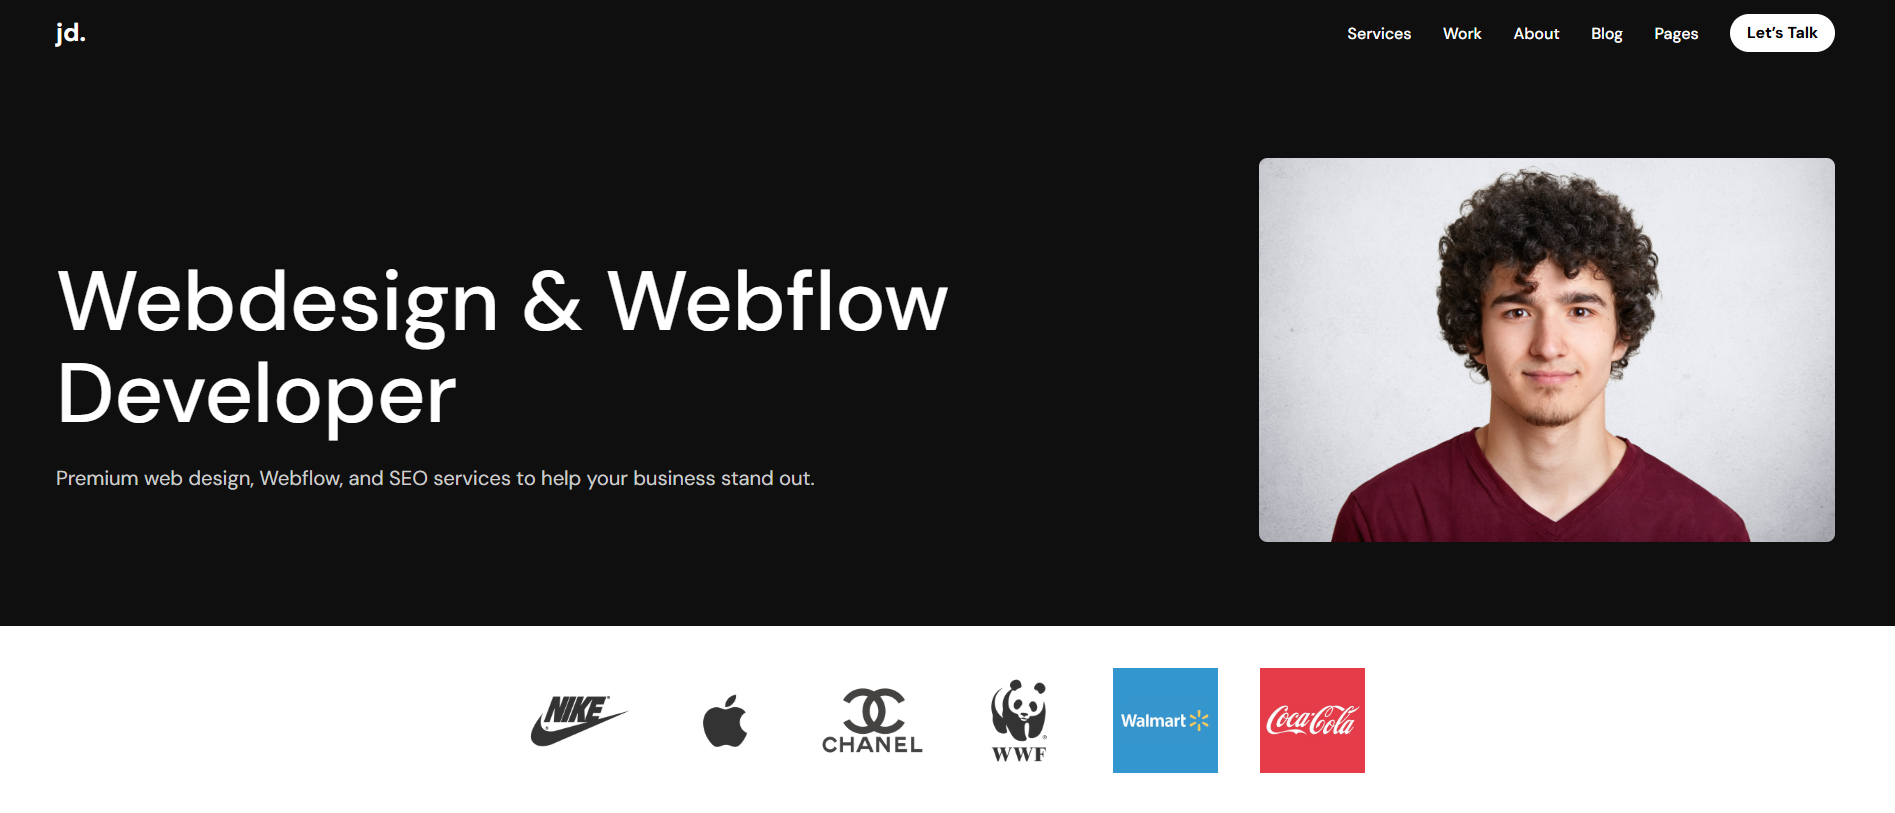 jd.
Services Work About Blog Pages Let’s Talk
Webdesign & Webflow
Developer
Premium web design, Webflow, and SEO services to help your business stand out.
NIKE
CHANEL
WWF
Walmart
Coca-Cola